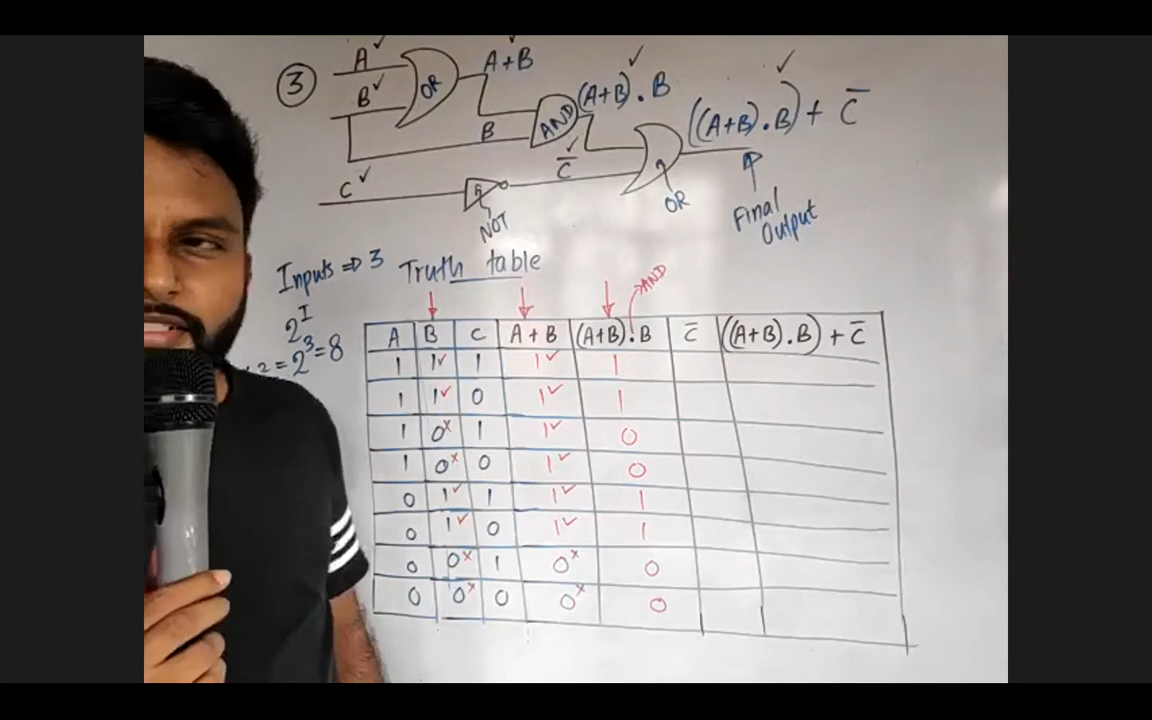 3
A
B
OR
A+B
B
AND
(A+B) . B
((A+B) . B) + C̅
C
C̅
NOT
OR
Final
Output
Inputs ⇒ 3
Truth table
AND
2^I
2 = 2^3 = 8
A B C A + B (A+B) . B C̅ ((A+B) . B) + C̅
1 1 1 1 1
1 1 0 1 1
1 0 1 1 0
1 0 0 1 0
0 1 1 1 1
0 1 0 1 1
0 0 1 0 0
0 0 0 0 0